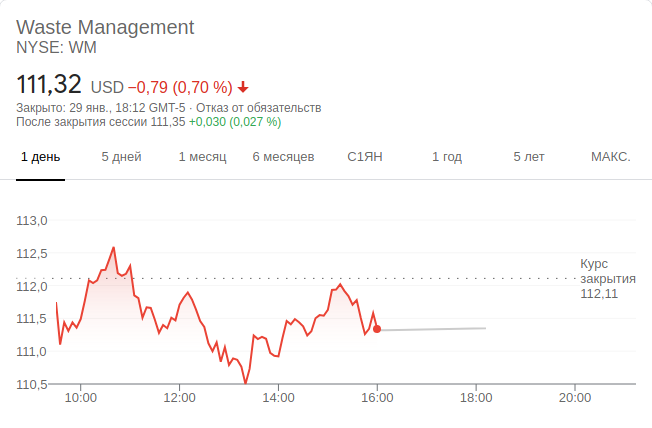 Waste Management
NYSE: WM
111,32 USD −0,79 (0,70 %)
Закрыто: 29 янв., 18:12 GMT-5 · Отказ от обязательств
После закрытия сессии 111,35 +0,030 (0,027 %)
1 день 5 дней 1 месяц 6 месяцев С1ЯН 1 год 5 лет МАКС.
113,0
112,5
112,0
111,5
111,0
110,5
Курс
закрытия
112,11
10:00 12:00 14:00 16:00 18:00 20:00